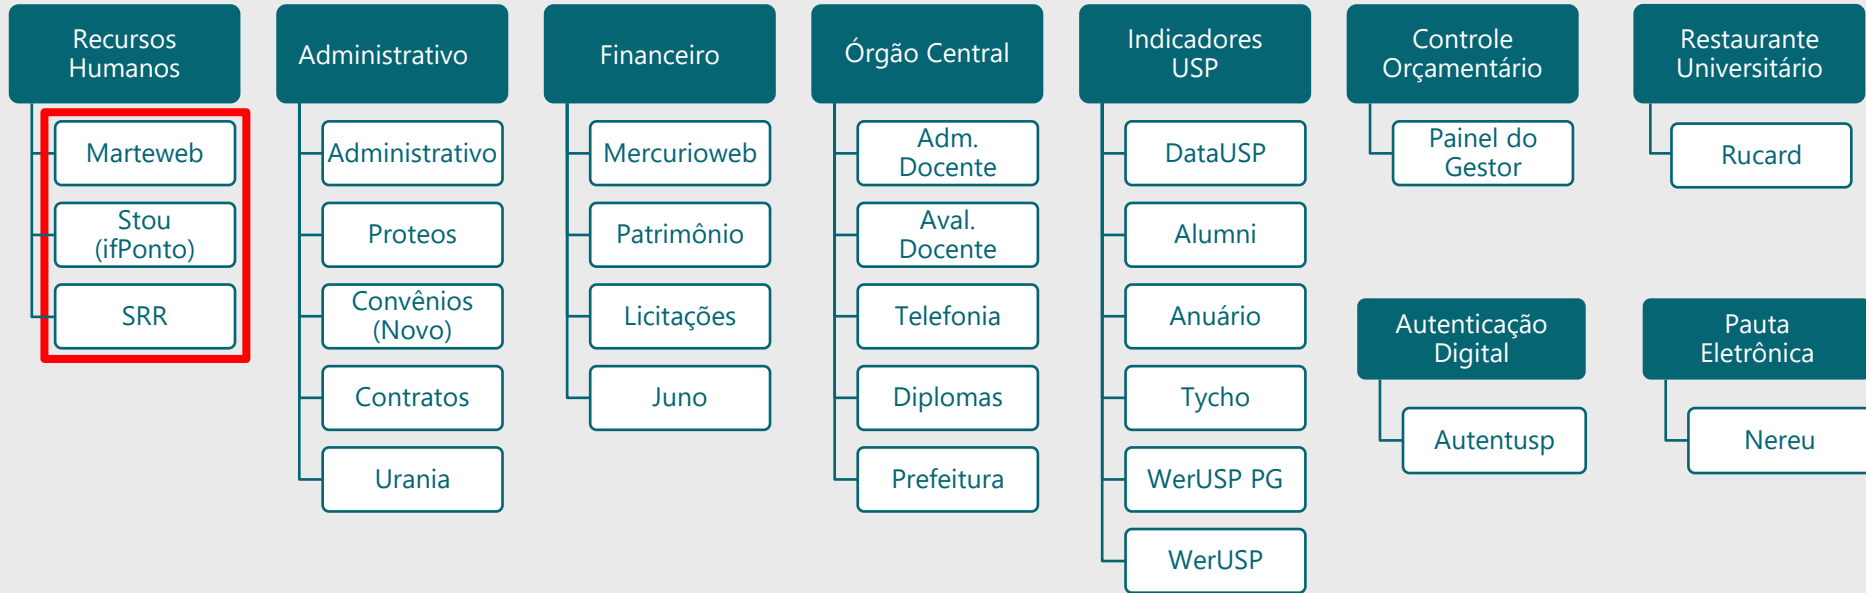 Recursos
Humanos
Marteweb
Stou
(ifPonto)
SRR
Administrativo
Administrativo
Proteos
Convênios
(Novo)
Contratos
Urania
Financeiro
Mercurioweb
Patrimônio
Licitações
Juno
Órgão Central
Adm.
Docente
Aval.
Docente
Telefonia
Diplomas
Prefeitura
Indicadores
USP
DataUSP
Alumni
Anuário
Tycho
WerUSP PG
WerUSP
Controle
Orçamentário
Painel do
Gestor
Autenticação
Digital
Autentusp
Restaurante
Universitário
Rucard
Pauta
Eletrônica
Nereu